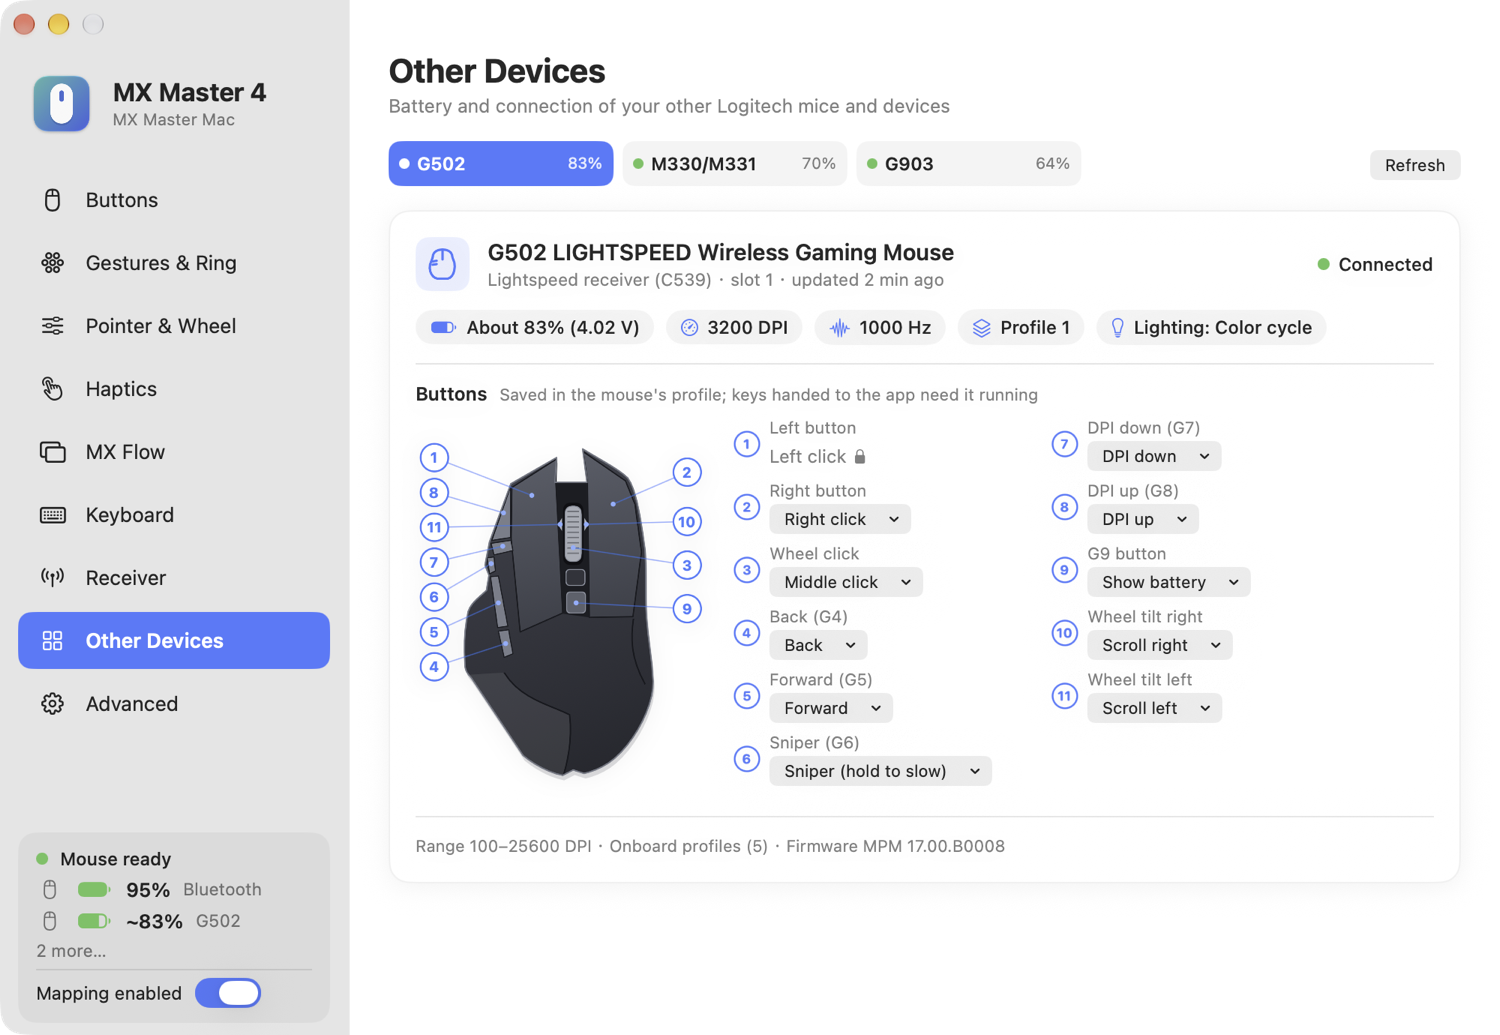 MX Master 4
MX Master Mac
Buttons
Gestures & Ring
Pointer & Wheel
Haptics
MX Flow
Keyboard
Receiver
Other Devices
Advanced
Mouse ready
95% Bluetooth
~83% G502
2 more...
Mapping enabled
Other Devices
Battery and connection of your other Logitech mice and devices
G502 83%
M330/M331 70%
G903 64%
Refresh
G502 LIGHTSPEED Wireless Gaming Mouse
Lightspeed receiver (C539) · slot 1 · updated 2 min ago
Connected
About 83% (4.02 V)
3200 DPI
1000 Hz
Profile 1
Lighting: Color cycle
Buttons Saved in the mouse's profile; keys handed to the app need it running
1
8
11
7
6
5
4
2
10
3
9
1 Left button
Left click
2 Right button
Right click
3 Wheel click
Middle click
4 Back (G4)
Back
5 Forward (G5)
Forward
6 Sniper (G6)
Sniper (hold to slow)
7 DPI down (G7)
DPI down
8 DPI up (G8)
DPI up
9 G9 button
Show battery
10 Wheel tilt right
Scroll right
11 Wheel tilt left
Scroll left
Range 100–25600 DPI · Onboard profiles (5) · Firmware MPM 17.00.B0008